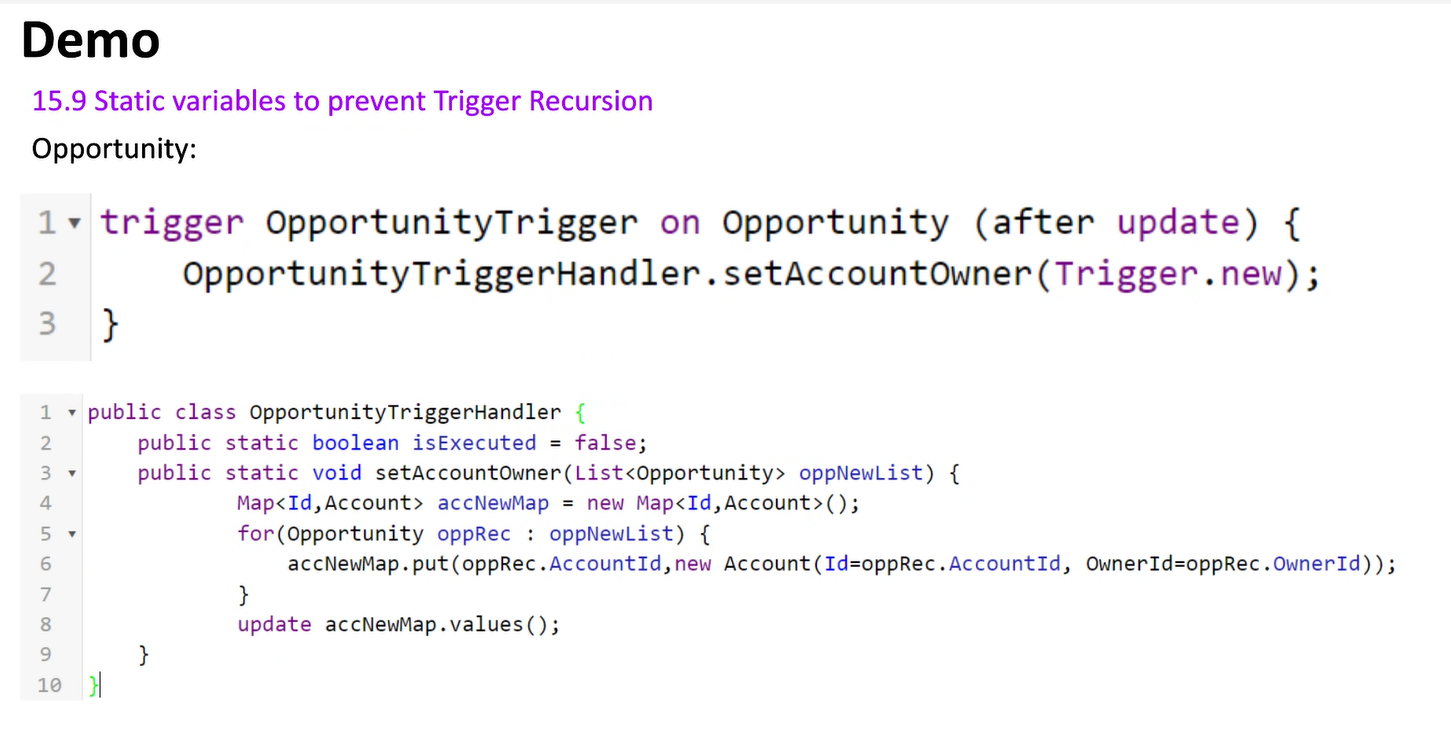 Demo
15.9 Static variables to prevent Trigger Recursion
Opportunity:
1 trigger OpportunityTrigger on Opportunity (after update) {
2 OpportunityTriggerHandler.setAccountOwner(Trigger.new);
3 }
1 public class OpportunityTriggerHandler {
2 public static boolean isExecuted = false;
3 public static void setAccountOwner(List<Opportunity> oppNewList) {
4 Map<Id,Account> accNewMap = new Map<Id,Account>();
5 for(Opportunity oppRec : oppNewList) {
6 accNewMap.put(oppRec.AccountId,new Account(Id=oppRec.AccountId, OwnerId=oppRec.OwnerId));
7 }
8 update accNewMap.values();
9 }
10 }